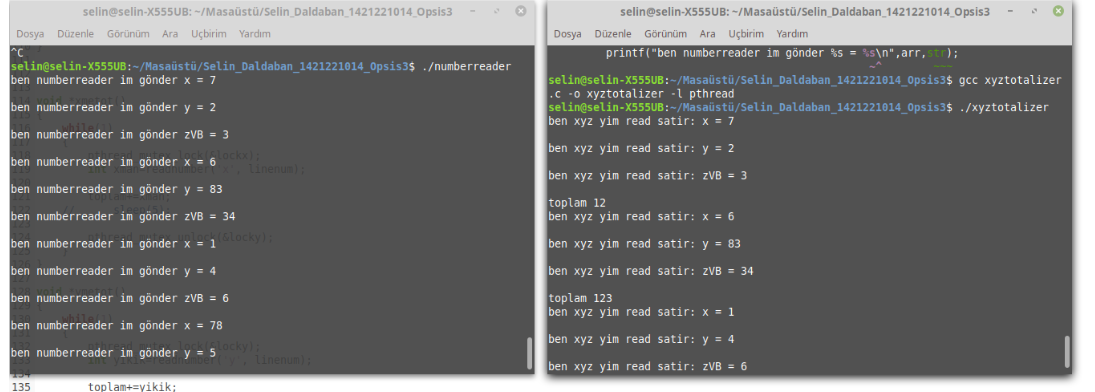 selin@selin-X555UB: ~/Masaüstü/Selin_Daldaban_1421221014_Opsis3
Dosya Düzenle Görünüm Ara Uçbirim Yardım
^C
selin@selin-X555UB:~/Masaüstü/Selin_Daldaban_1421221014_Opsis3$ ./numberreader
ben numberreader im gönder x = 7
ben numberreader im gönder y = 2
ben numberreader im gönder zVB = 3
ben numberreader im gönder x = 6
ben numberreader im gönder y = 83
ben numberreader im gönder zVB = 34
ben numberreader im gönder x = 1
ben numberreader im gönder y = 4
ben numberreader im gönder zVB = 6
ben numberreader im gönder x = 78
ben numberreader im gönder y = 5
135 toplam+=yikik;
selin@selin-X555UB: ~/Masaüstü/Selin_Daldaban_1421221014_Opsis3
Dosya Düzenle Görünüm Ara Uçbirim Yardım
printf("ben numberreader im gönder %s = %s\n",arr,str);
~^ ~~~
selin@selin-X555UB:~/Masaüstü/Selin_Daldaban_1421221014_Opsis3$ gcc xyztotalizer
.c -o xyztotalizer -l pthread
selin@selin-X555UB:~/Masaüstü/Selin_Daldaban_1421221014_Opsis3$ ./xyztotalizer
ben xyz yim read satir: x = 7
ben xyz yim read satir: y = 2
ben xyz yim read satir: zVB = 3
toplam 12
ben xyz yim read satir: x = 6
ben xyz yim read satir: y = 83
ben xyz yim read satir: zVB = 34
toplam 123
ben xyz yim read satir: x = 1
ben xyz yim read satir: y = 4
ben xyz yim read satir: zVB = 6